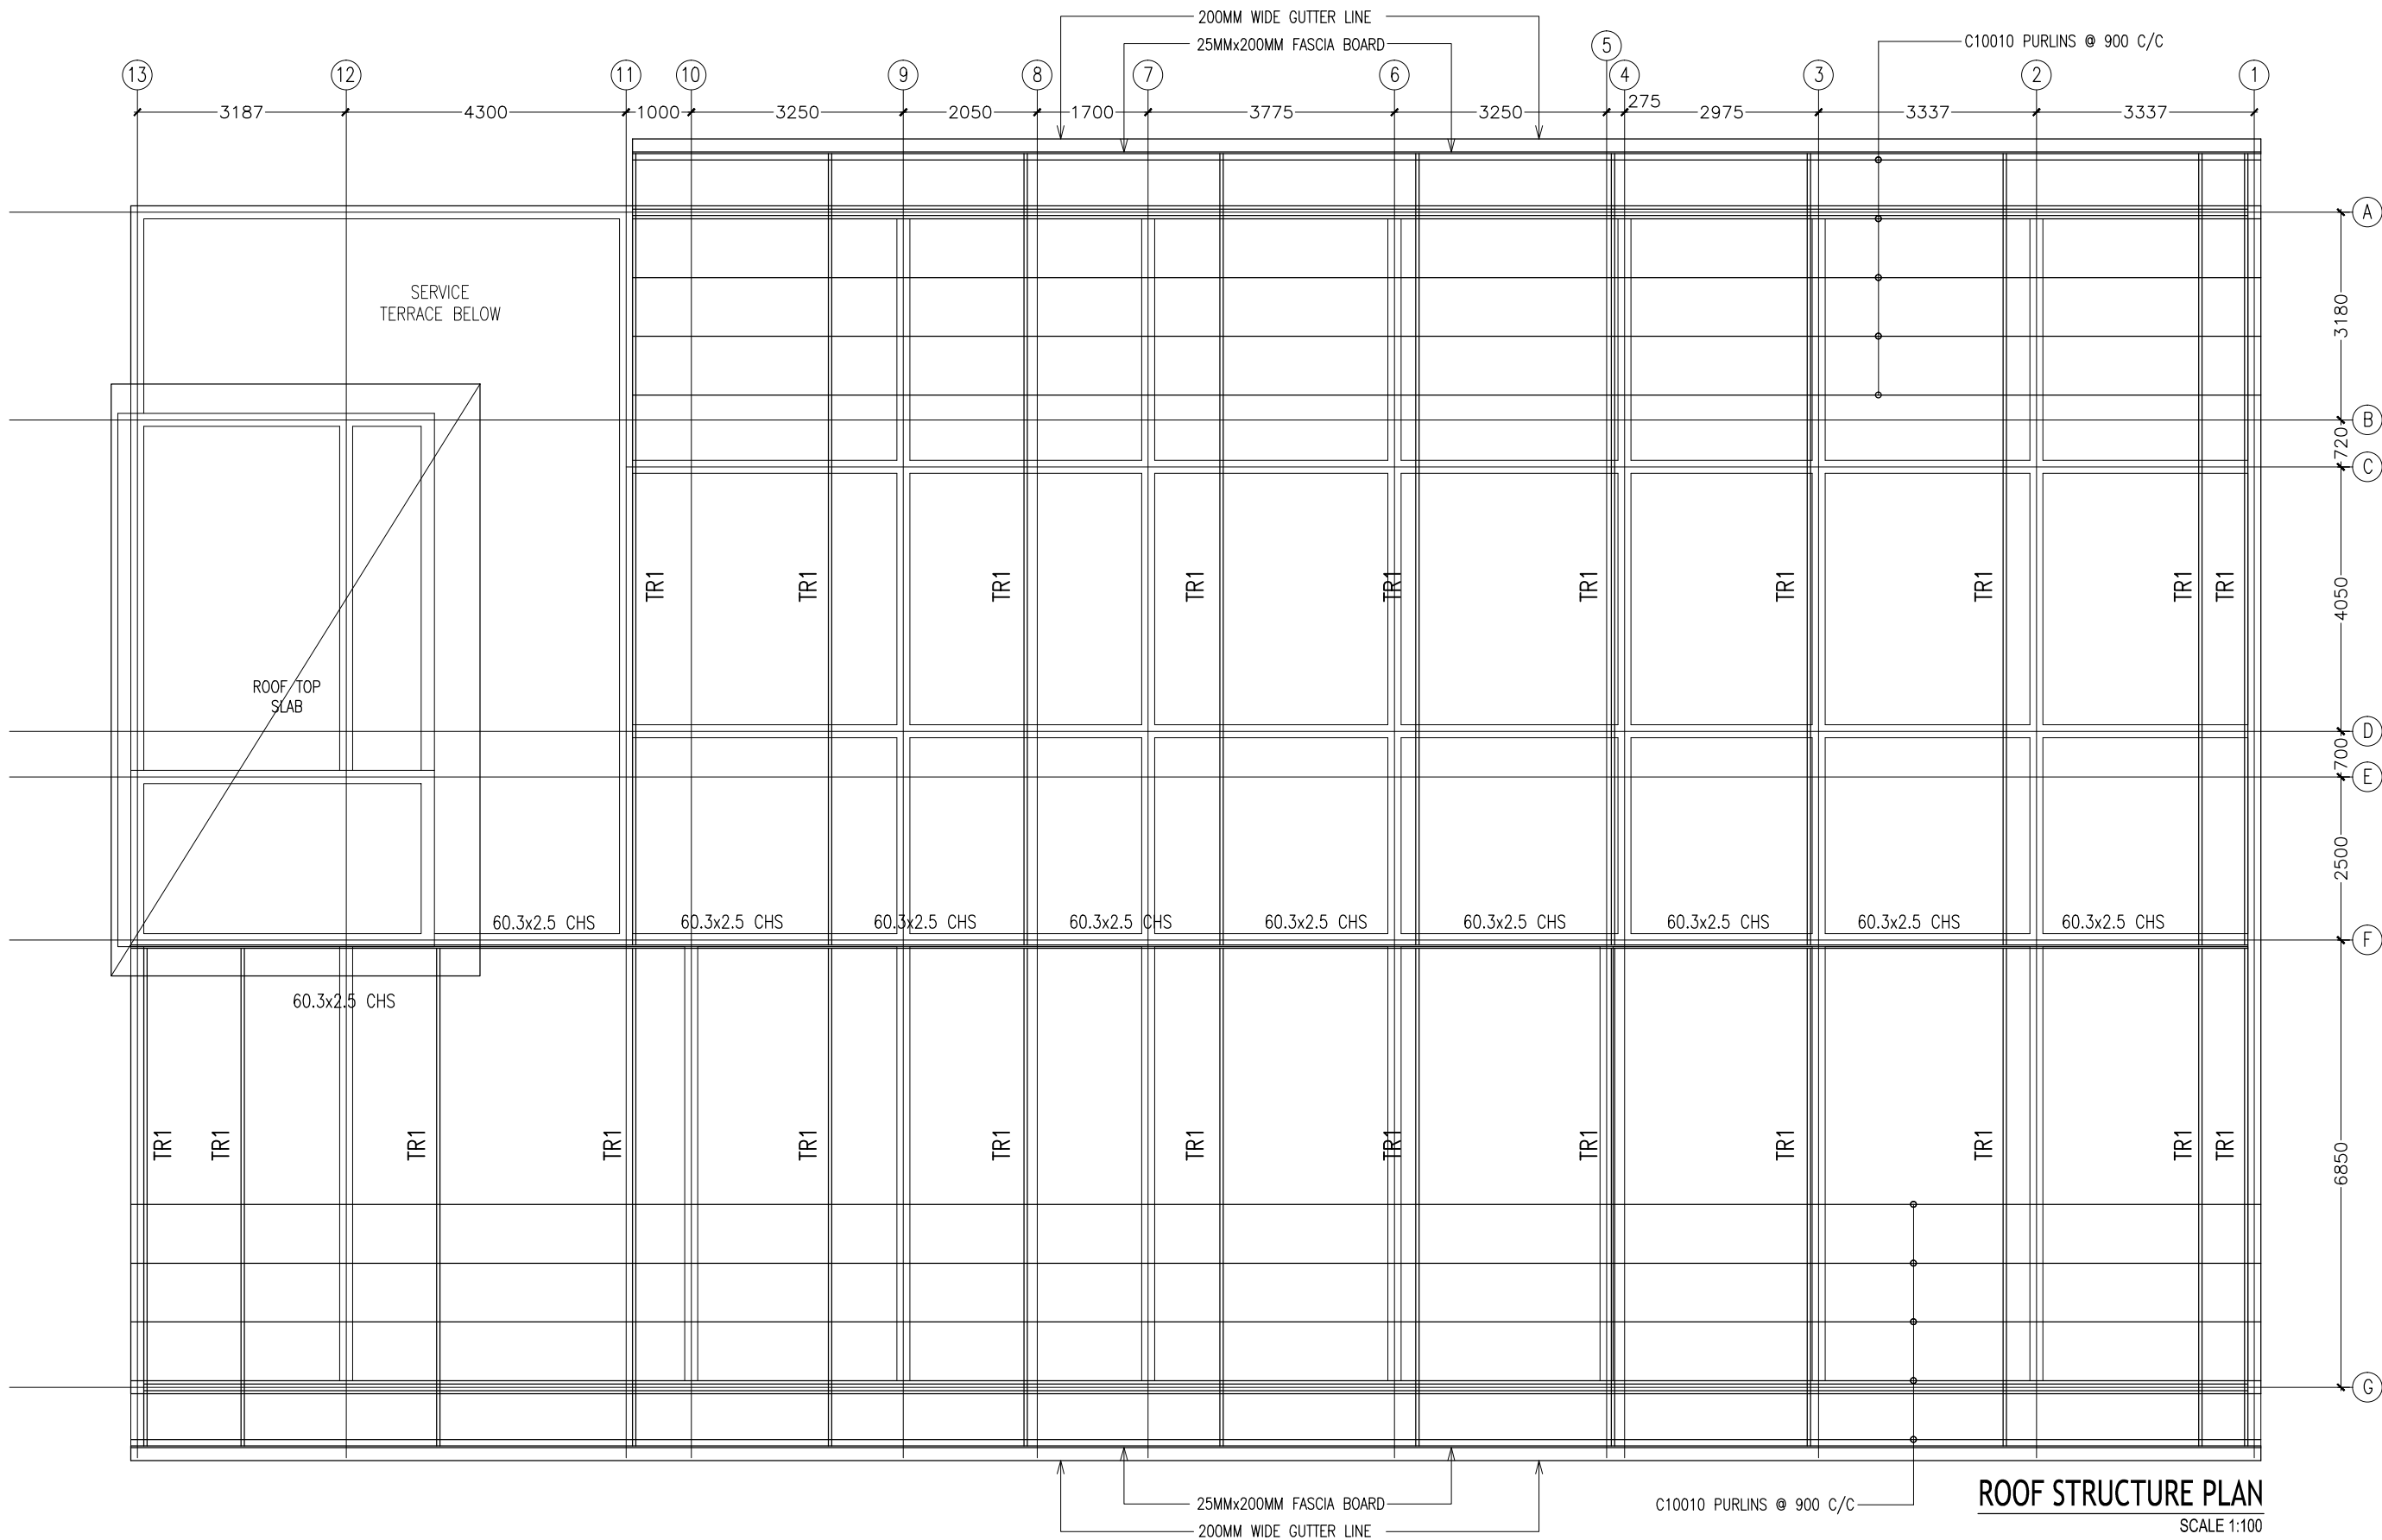 200MM WIDE GUTTER LINE
25MMx200MM FASCIA BOARD
C10010 PURLINS @ 900 C/C
13
12
11
10
9
8
7
6
5
4
3
2
1
3187
4300
1000
3250
2050
1700
3775
3250
275
2975
3337
3337
A
SERVICE
TERRACE BELOW
3180
B
720
C
TR1
TR1
TR1
TR1
TR1
TR1
TR1
TR1
TR1
TR1
4050
ROOF TOP
SLAB
D
700
E
2500
60.3x2.5 CHS
60.3x2.5 CHS
60.3x2.5 CHS
60.3x2.5 CHS
60.3x2.5 CHS
60.3x2.5 CHS
60.3x2.5 CHS
60.3x2.5 CHS
60.3x2.5 CHS
F
60.3x2.5 CHS
TR1
TR1
TR1
TR1
TR1
TR1
TR1
TR1
TR1
TR1
TR1
TR1
TR1
6850
G
25MMx200MM FASCIA BOARD
C10010 PURLINS @ 900 C/C
200MM WIDE GUTTER LINE
ROOF STRUCTURE PLAN
SCALE 1:100